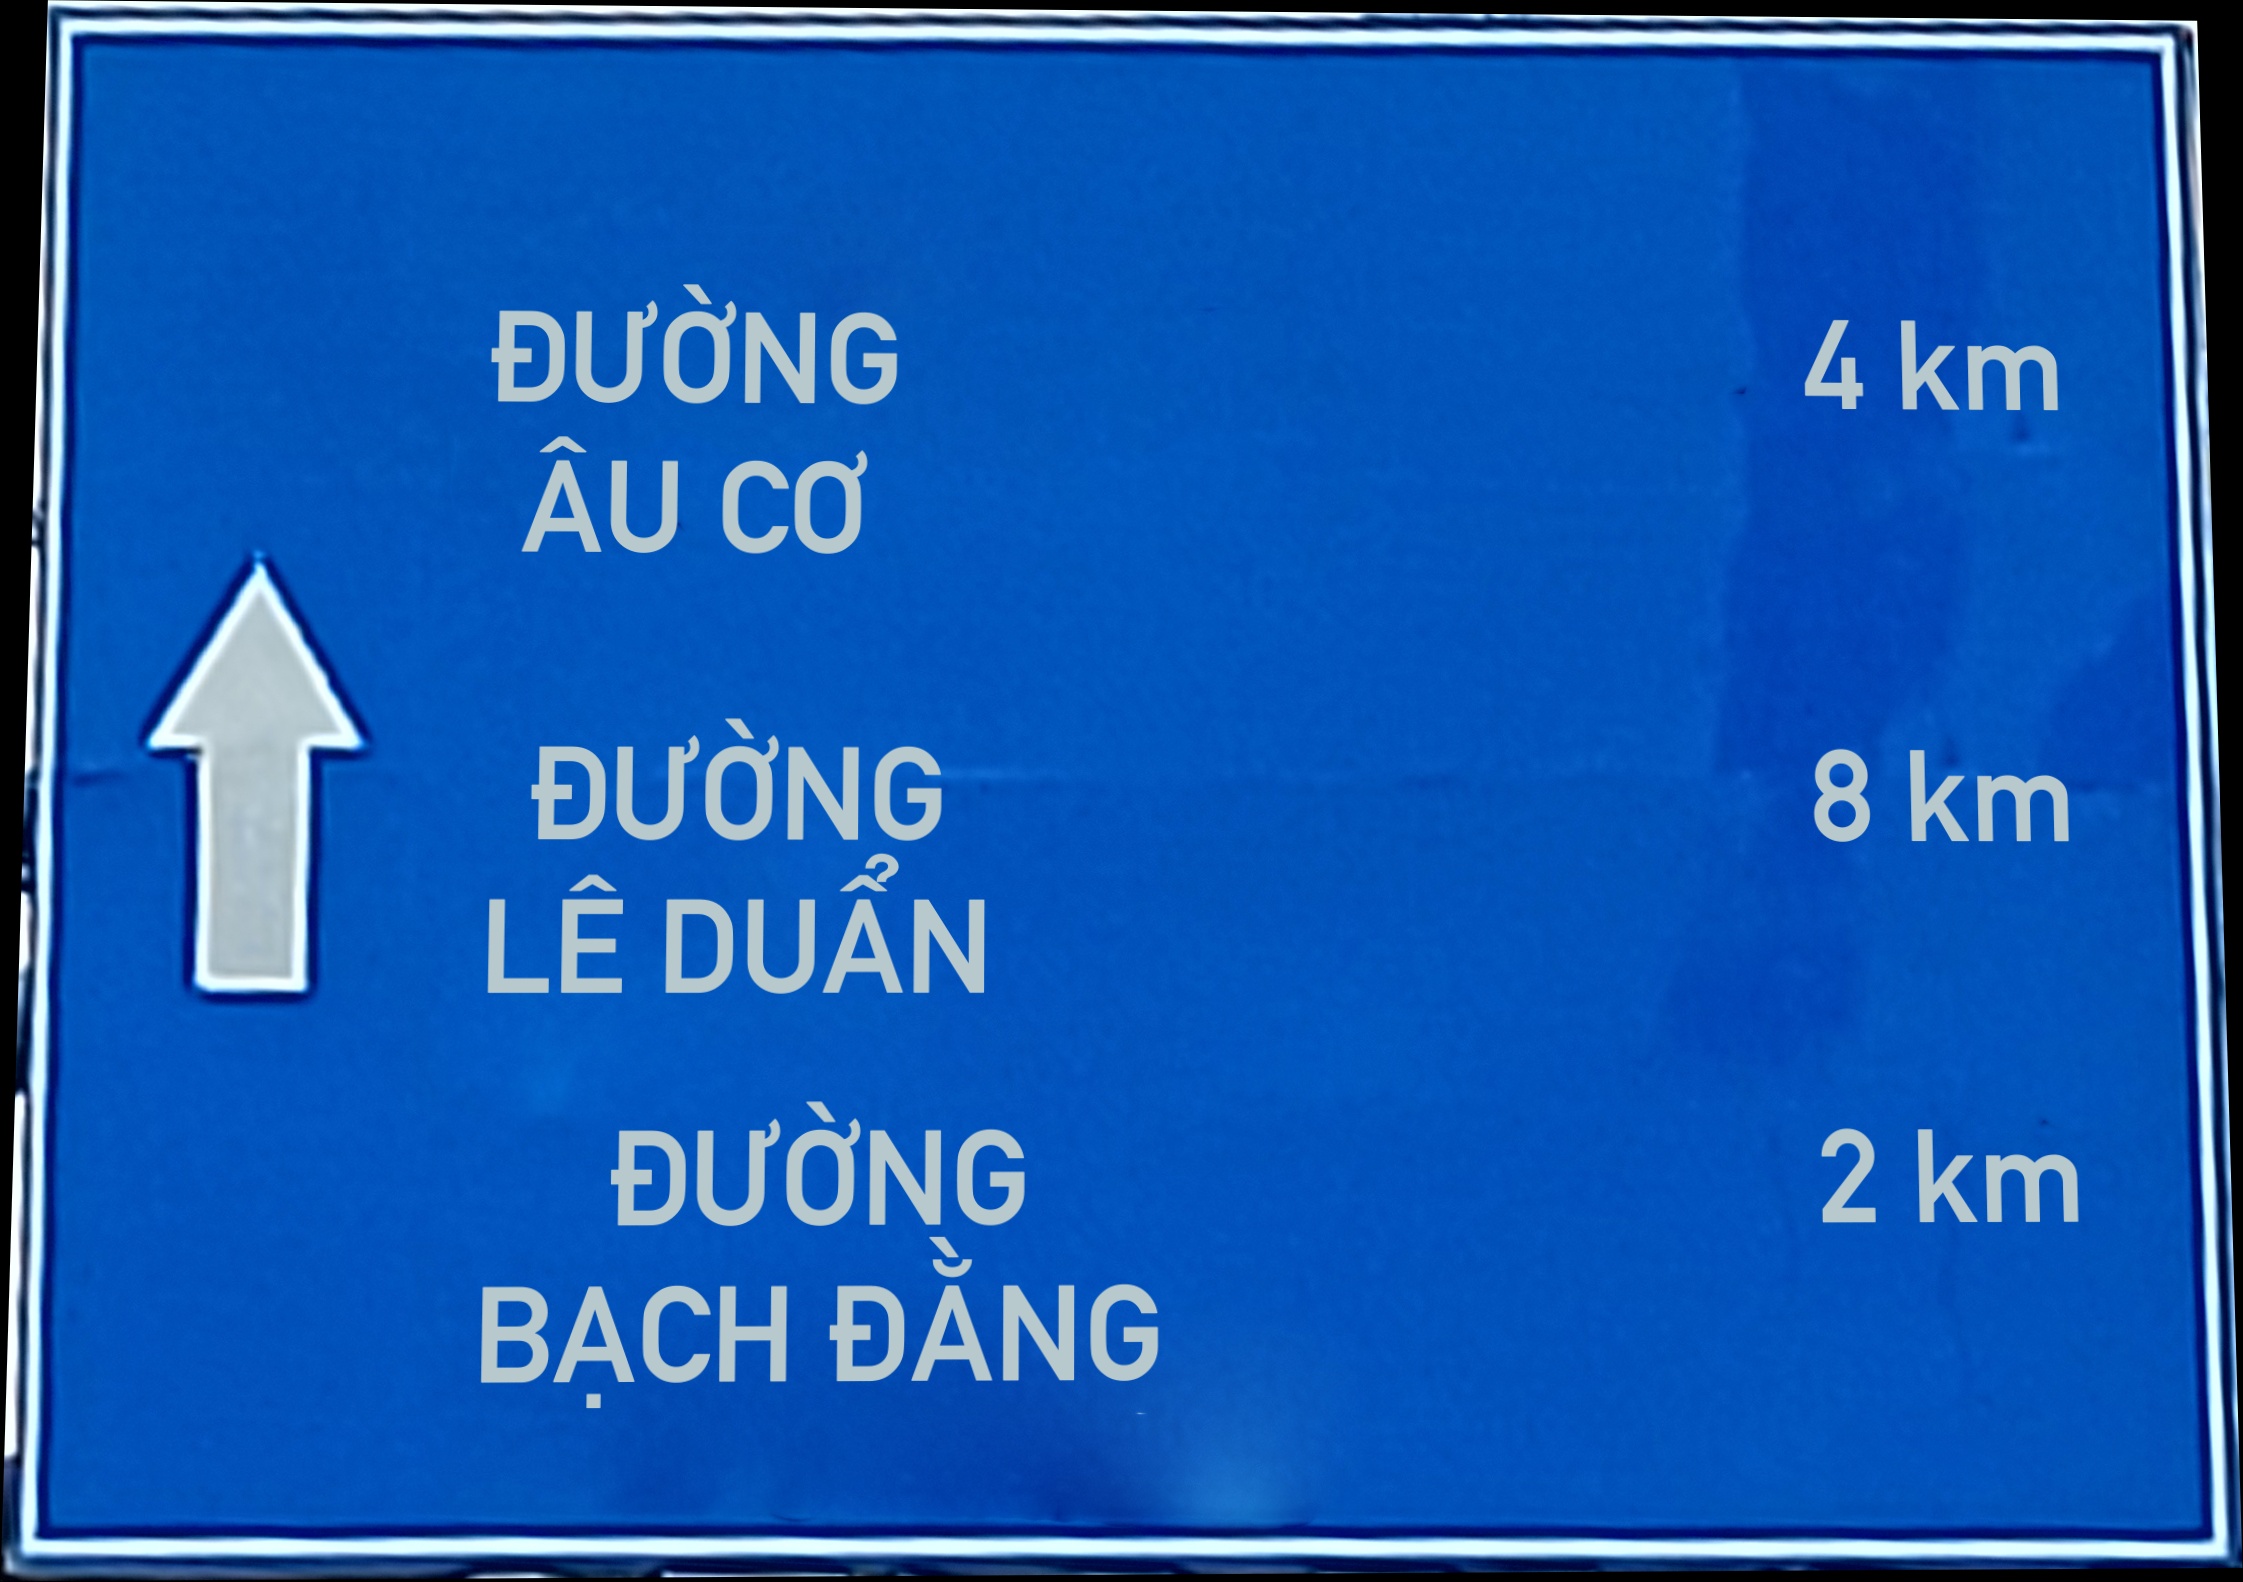 ĐƯỜNG 4 km
ÂU CƠ
ĐƯỜNG 8 km
LÊ DUẨN
ĐƯỜNG 2 km
BẠCH ĐẰNG